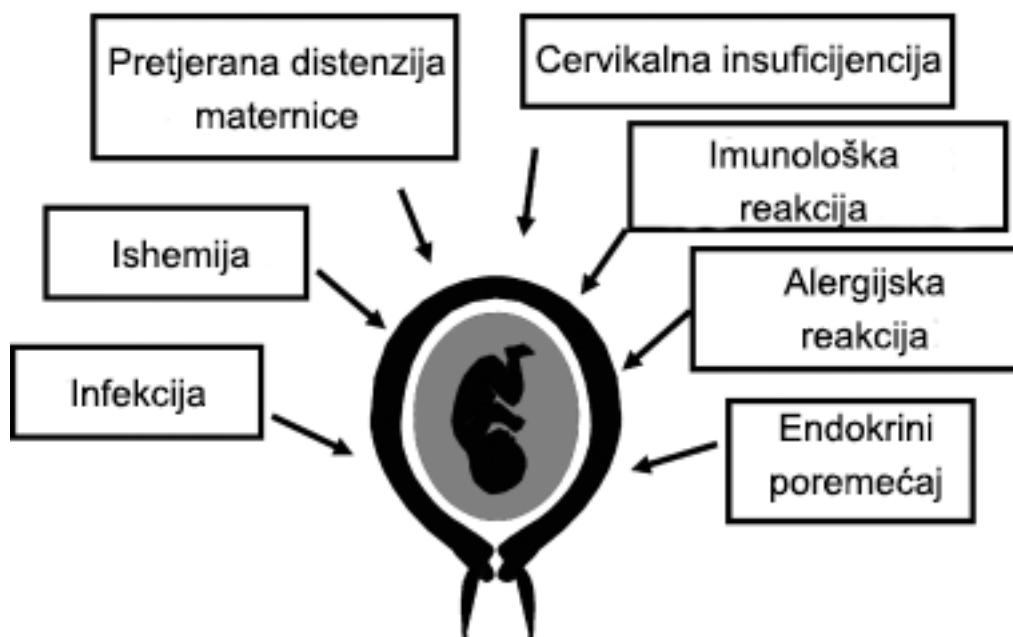 Pretjerana distenzija
maternice
Cervikalna insuficijencija
Imunološka
reakcija
Ishemija
Alergijska
reakcija
Infekcija
Endokrini
poremećaj